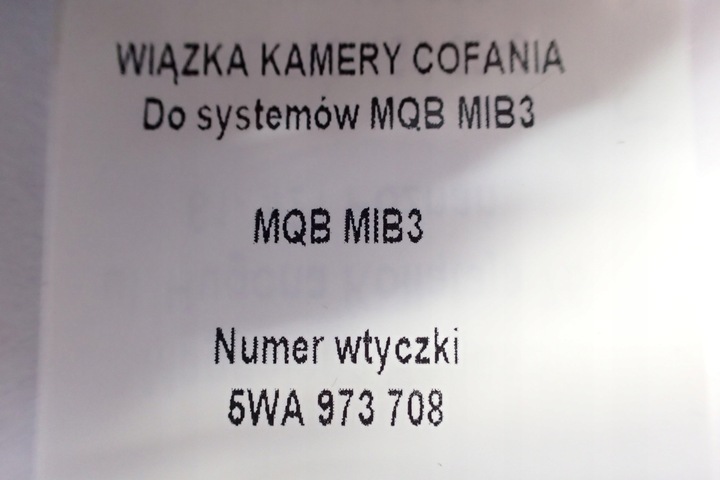 WIĄZKA KAMERY COFANIA
Do systemów MQB MIB3
MQB MIB3
Numer wtyczki
5WA 973 708